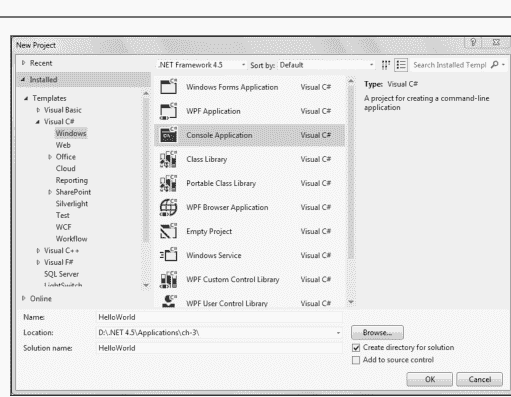 New Project
Recent
.NET Framework 4.5
Sort by: Default
Search Installed Templ
Installed
Templates
Visual Basic
Visual C#
Windows
Web
Office
Cloud
Reporting
SharePoint
Silverlight
Test
WCF
Workflow
Visual C++
Visual F#
SQL Server
LightSwitch
Online
Windows Forms Application Visual C#
WPF Application Visual C#
Console Application Visual C#
Class Library Visual C#
Portable Class Library Visual C#
WPF Browser Application Visual C#
Empty Project Visual C#
Windows Service Visual C#
WPF Custom Control Library Visual C#
WPF User Control Library Visual C#
Type: Visual C#
A project for creating a command-line
application
Name: HelloWorld
Location: D:\.NET 4.5\Applications\ch-3\
Browse...
Solution name: HelloWorld
Create directory for solution
Add to source control
OK Cancel